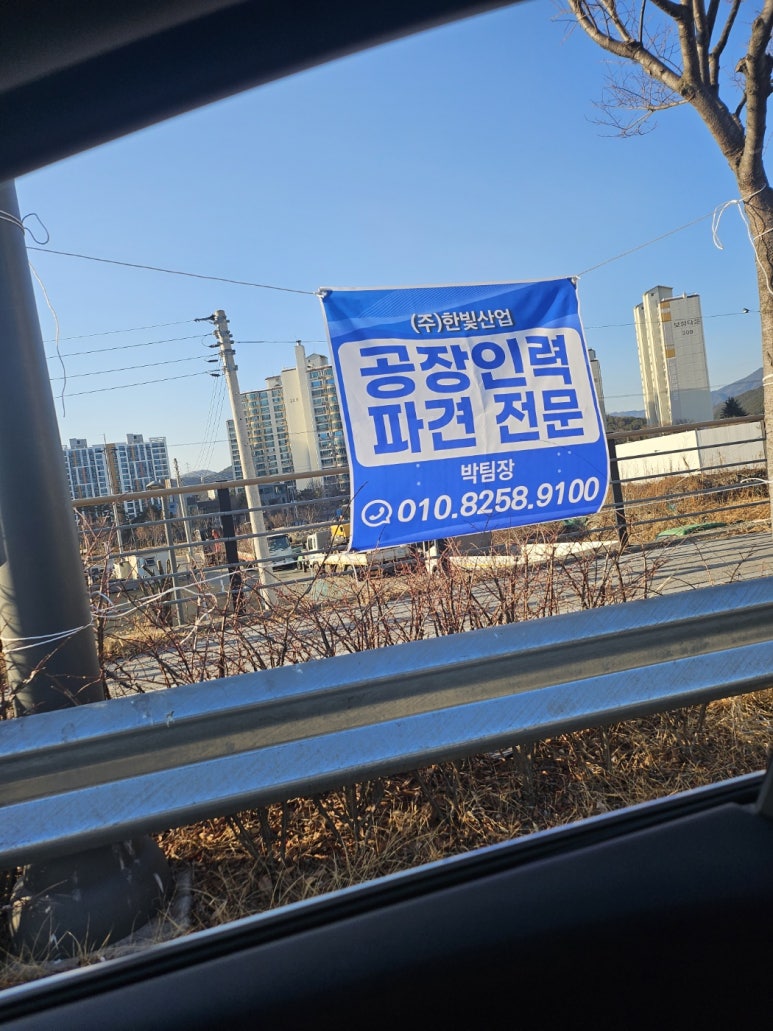 (주)한빛산업
공장인력
파견 전문
박팀장
010.8258.9100